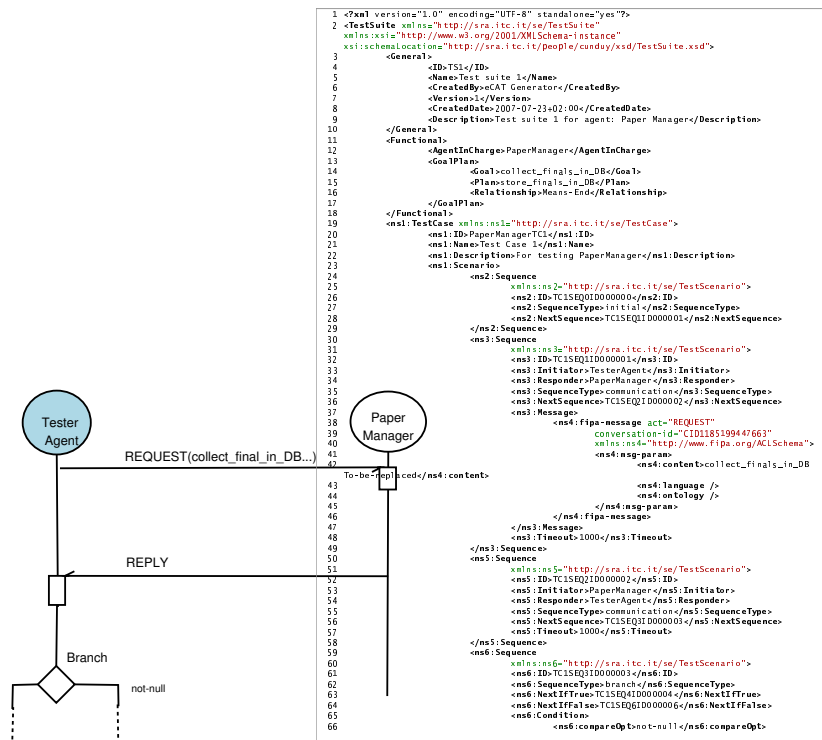 1 <?xml version="1.0" encoding="UTF-8" standalone="yes"?>
2 <TestSuite xmlns="http://sra.itc.it/se/TestSuite"
xmlns:xsi="http://www.w3.org/2001/XMLSchema-instance"
xsi:schemaLocation="http://sra.itc.it/people/cunduy/xsd/TestSuite.xsd">
3 <General>
4 <ID>TS1</ID>
5 <Name>Test suite 1</Name>
6 <CreatedBy>eCAT Generator</CreatedBy>
7 <Version>1</Version>
8 <CreatedDate>2007-07-23+02:00</CreatedDate>
9 <Description>Test suite 1 for agent: Paper Manager</Description>
10 </General>
11 <Functional>
12 <AgentInCharge>PaperManager</AgentInCharge>
13 <GoalPlan>
14 <Goal>collect_finals_in_DB</Goal>
15 <Plan>store_finals_in_DB</Plan>
16 <Relationship>Means-End</Relationship>
17 </GoalPlan>
18 </Functional>
19 <ns1:TestCase xmlns:ns1="http://sra.itc.it/se/TestCase">
20 <ns1:ID>PaperManagerTC1</ns1:ID>
21 <ns1:Name>Test Case 1</ns1:Name>
22 <ns1:Description>For testing PaperManager</ns1:Description>
23 <ns1:Scenario>
24 <ns2:Sequence
25 xmlns:ns2="http://sra.itc.it/se/TestScenario">
26 <ns2:ID>TC1SEQ0ID000000</ns2:ID>
27 <ns2:SequenceType>initial</ns2:SequenceType>
28 <ns2:NextSequence>TC1SEQ1ID000001</ns2:NextSequence>
29 </ns2:Sequence>
30 <ns3:Sequence
31 xmlns:ns3="http://sra.itc.it/se/TestScenario">
32 <ns3:ID>TC1SEQ1ID000001</ns3:ID>
33 <ns3:Initiator>TesterAgent</ns3:Initiator>
34 <ns3:Responder>PaperManager</ns3:Responder>
35 <ns3:SequenceType>communication</ns3:SequenceType>
36 <ns3:NextSequence>TC1SEQ2ID000002</ns3:NextSequence>
37 <ns3:Message>
38 <ns4:fipa-message act="REQUEST"
39 conversation-id="CID1185199447663"
40 xmlns:ns4="http://www.fipa.org/ACLSchema">
41 <ns4:msg-param>
42 <ns4:content>collect_finals_in_DB
To-be-replaced</ns4:content>
43 <ns4:language />
44 <ns4:ontology />
45 </ns4:msg-param>
46 </ns4:fipa-message>
47 </ns3:Message>
48 <ns3:Timeout>1000</ns3:Timeout>
49 </ns3:Sequence>
50 <ns5:Sequence
51 xmlns:ns5="http://sra.itc.it/se/TestScenario">
52 <ns5:ID>TC1SEQ2ID000002</ns5:ID>
53 <ns5:Initiator>PaperManager</ns5:Initiator>
54 <ns5:Responder>TesterAgent</ns5:Responder>
55 <ns5:SequenceType>communication</ns5:SequenceType>
56 <ns5:NextSequence>TC1SEQ3ID000003</ns5:NextSequence>
57 <ns5:Timeout>1000</ns5:Timeout>
58 </ns5:Sequence>
59 <ns6:Sequence
60 xmlns:ns6="http://sra.itc.it/se/TestScenario">
61 <ns6:ID>TC1SEQ3ID000003</ns6:ID>
62 <ns6:SequenceType>branch</ns6:SequenceType>
63 <ns6:NextIfTrue>TC1SEQ4ID000004</ns6:NextIfTrue>
64 <ns6:NextIfFalse>TC1SEQ6ID000006</ns6:NextIfFalse>
65 <ns6:Condition>
66 <ns6:compareOpt>not-null</ns6:compareOpt>
Tester
Agent
Paper
Manager
REQUEST(collect_final_in_DB...)
REPLY
Branch
not-null